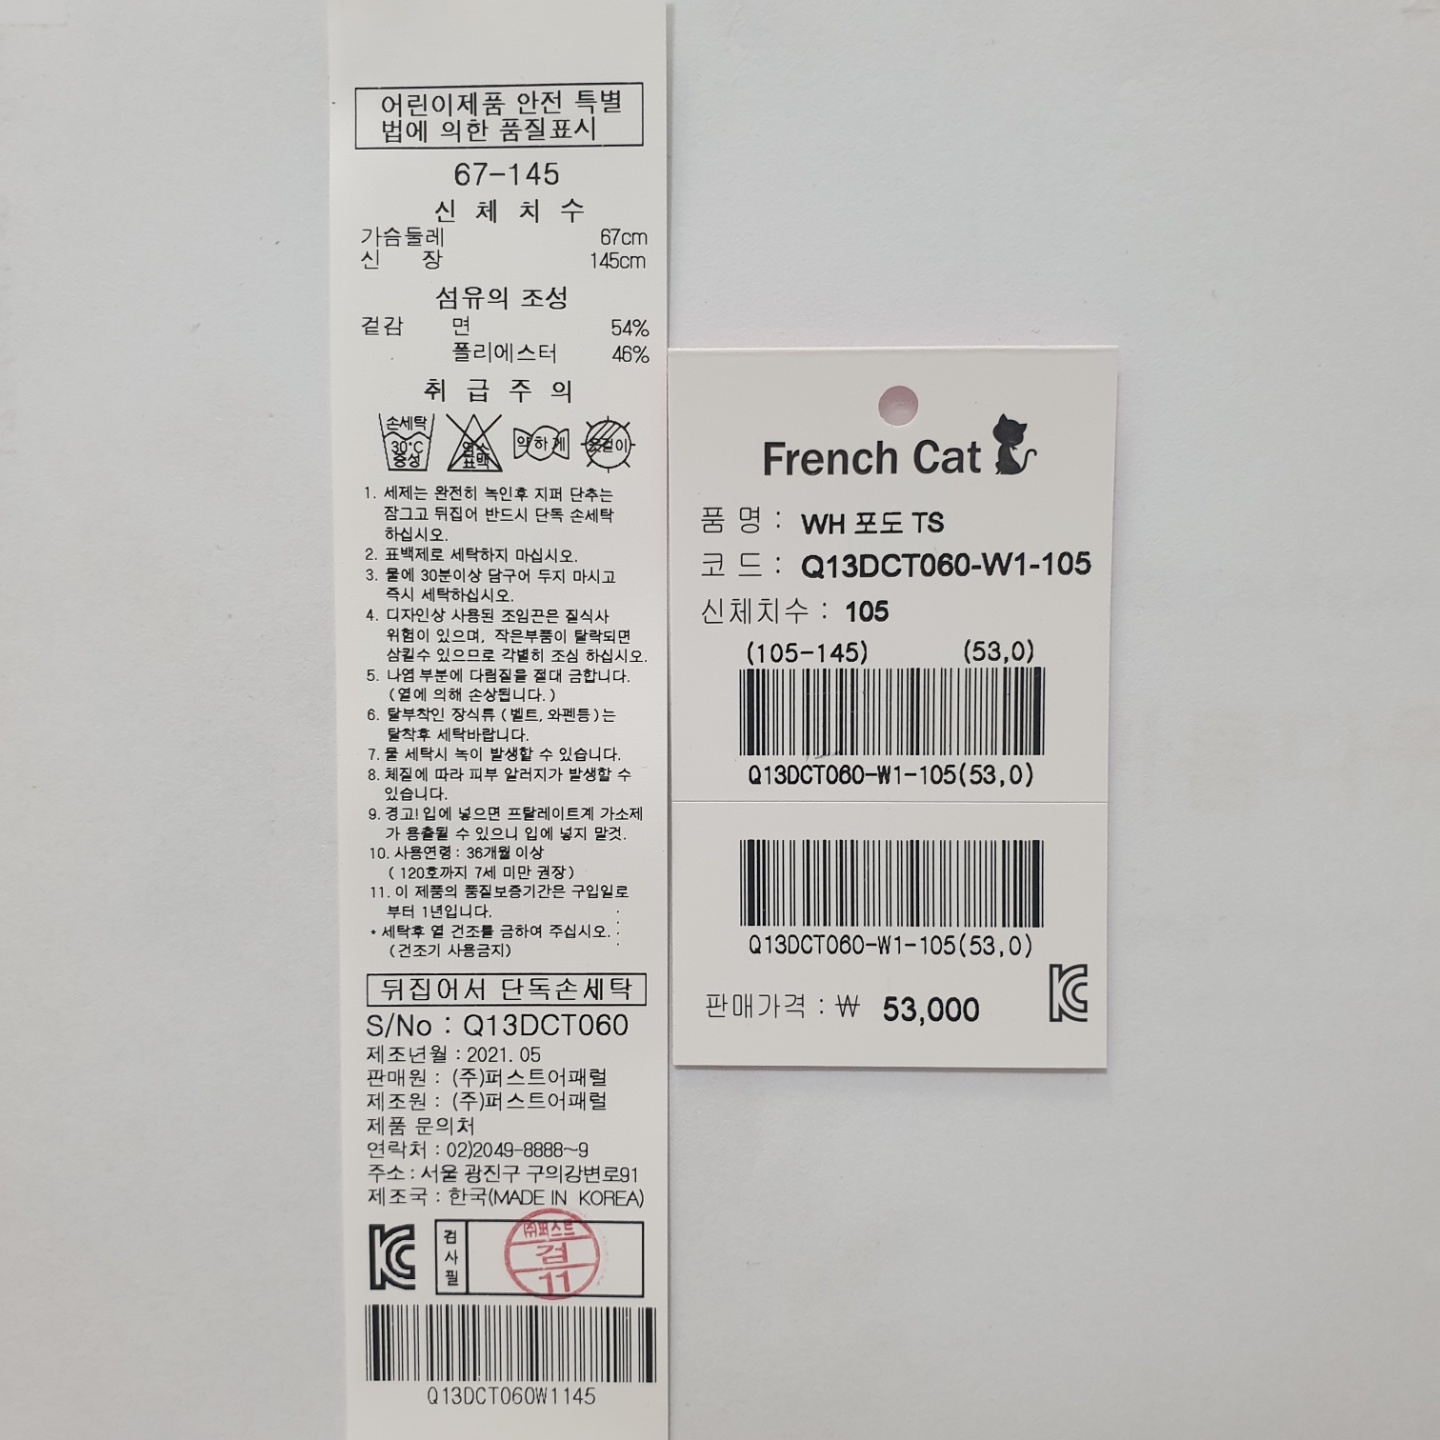 어린이제품 안전 특별
법에 의한 품질표시
67-145
신 체 치 수
가슴둘레 67cm
신 장 145cm
섬유의 조성
겉감 면 54%
폴리에스터 46%
취 급 주 의
손세탁
30°C
중성
염소
표백
약하게
옷걸이
1. 세제는 완전히 녹인후 지퍼 단추는
잠그고 뒤집어 반드시 단독 손세탁
하십시오.
2. 표백제로 세탁하지 마십시오.
3. 물에 30분이상 담구어 두지 마시고
즉시 세탁하십시오.
4. 디자인상 사용된 조임끈은 질식사
위험이 있으며, 작은부품이 탈락되면
삼킬수 있으므로 각별히 조심 하십시오.
5. 나염 부분에 다림질을 절대 금합니다.
(열에 의해 손상됩니다.)
6. 탈부착인 장식류 (벨트, 와펜등)는
탈착후 세탁바랍니다.
7. 물 세탁시 녹이 발생할 수 있습니다.
8. 체질에 따라 피부 알러지가 발생할 수
있습니다.
9. 경고! 입에 넣으면 프탈레이트계 가소제
가 용출될 수 있으니 입에 넣지 말것.
10. 사용연령 : 36개월 이상
( 120호까지 7세 미만 권장)
11. 이 제품의 품질보증기간은 구입일로
부터 1년입니다.
* 세탁후 열 건조를 금하여 주십시오.
(건조기 사용금지)
뒤집어서 단독손세탁
S/No : Q13DCT060
제조년월 : 2021. 05
판매원 : (주)퍼스트어패럴
제조원 : (주)퍼스트어패럴
제품 문의처
연락처 : 02)2049-8888~9
주소 : 서울 광진구 구의강변로91
제조국 : 한국(MADE IN KOREA)
KC
검사필
㈜퍼스트
검
11
Q13DCT060W1145
French Cat
품 명 : WH 포도 TS
코 드 : Q13DCT060-W1-105
신체치수 : 105
(105-145) (53,0)
Q13DCT060-W1-105(53,0)
Q13DCT060-W1-105(53,0)
KC
판매가격 : ₩ 53,000